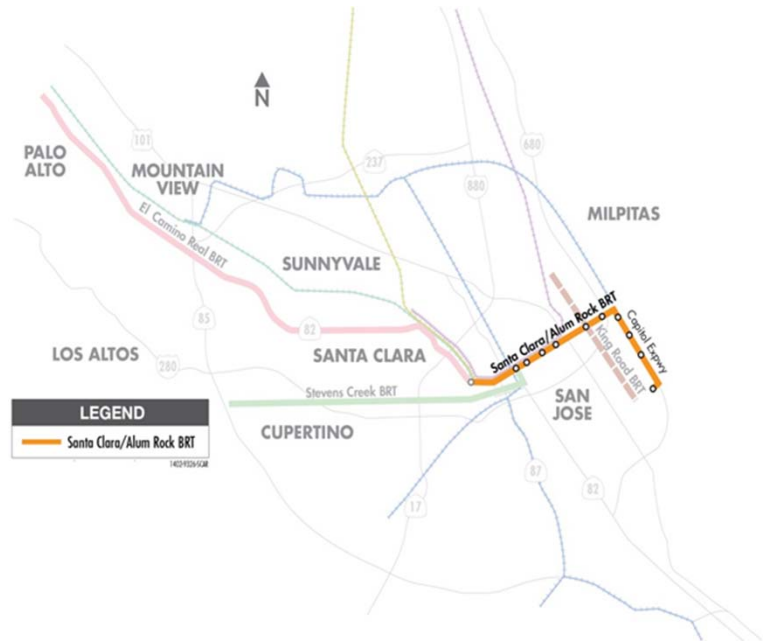 N
PALO
ALTO
101
MOUNTAIN
VIEW
237
680
880
MILPITAS
El Camino Real BRT
SUNNYVALE
85
82
Santa Clara/Alum Rock BRT
Capitol Expwy
King Road BRT
LOS ALTOS
280
SANTA CLARA
Stevens Creek BRT
SAN
JOSE
CUPERTINO
LEGEND
Santa Clara/Alum Rock BRT
87
82
17